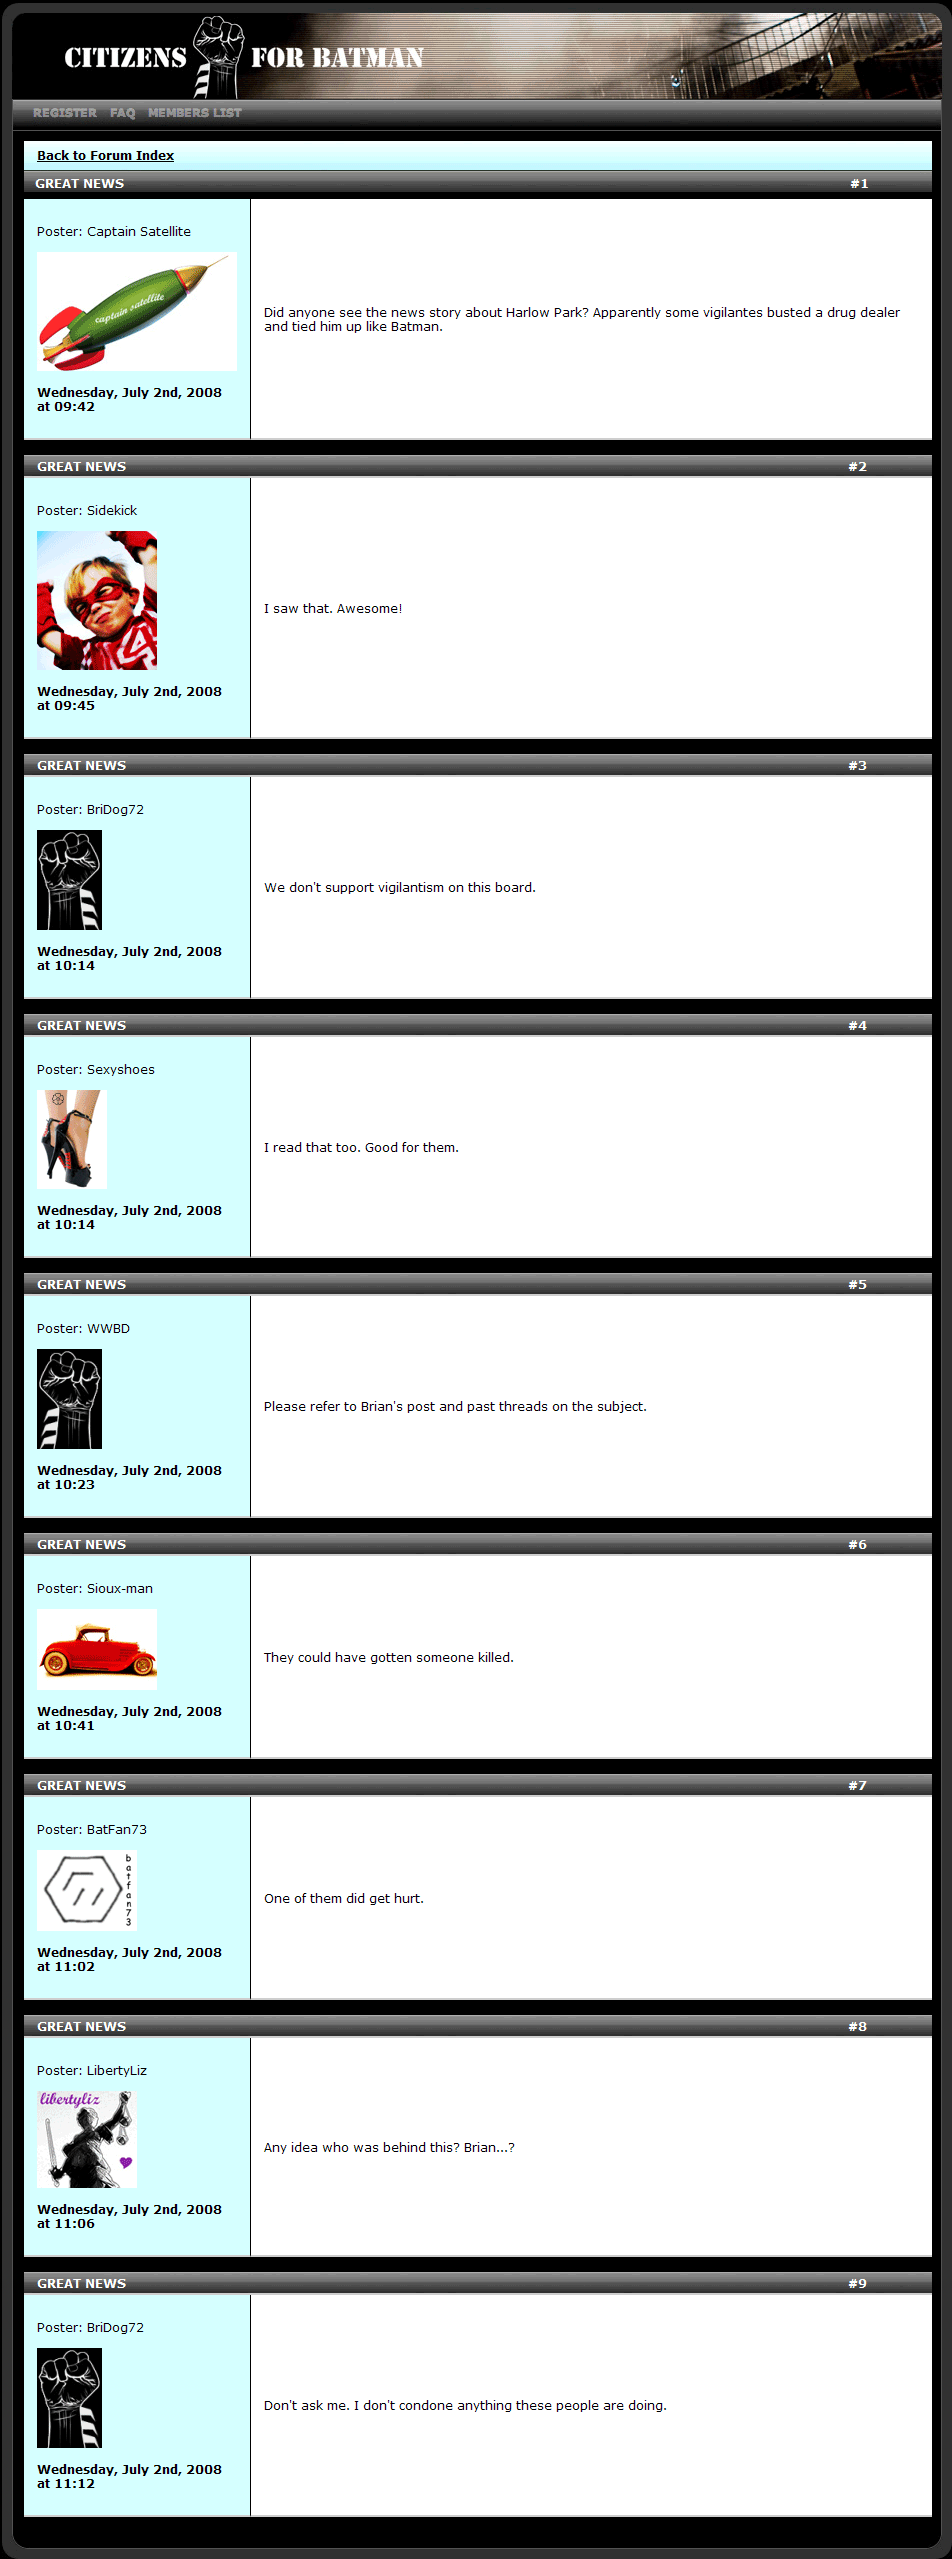 CITIZENS FOR BATMAN
REGISTER FAQ MEMBERS LIST
Back to Forum Index
GREAT NEWS #1
Poster: Captain Satellite
captain satellite
Wednesday, July 2nd, 2008
at 09:42
Did anyone see the news story about Harlow Park? Apparently some vigilantes busted a drug dealer
and tied him up like Batman.
GREAT NEWS #2
Poster: Sidekick
14
Wednesday, July 2nd, 2008
at 09:45
I saw that. Awesome!
GREAT NEWS #3
Poster: BriDog72
Wednesday, July 2nd, 2008
at 10:14
We don't support vigilantism on this board.
GREAT NEWS #4
Poster: Sexyshoes
Wednesday, July 2nd, 2008
at 10:14
I read that too. Good for them.
GREAT NEWS #5
Poster: WWBD
Wednesday, July 2nd, 2008
at 10:23
Please refer to Brian's post and past threads on the subject.
GREAT NEWS #6
Poster: Sioux-man
Wednesday, July 2nd, 2008
at 10:41
They could have gotten someone killed.
GREAT NEWS #7
Poster: BatFan73
batfan73
Wednesday, July 2nd, 2008
at 11:02
One of them did get hurt.
GREAT NEWS #8
Poster: LibertyLiz
libertyliz
Wednesday, July 2nd, 2008
at 11:06
Any idea who was behind this? Brian...?
GREAT NEWS #9
Poster: BriDog72
Wednesday, July 2nd, 2008
at 11:12
Don't ask me. I don't condone anything these people are doing.